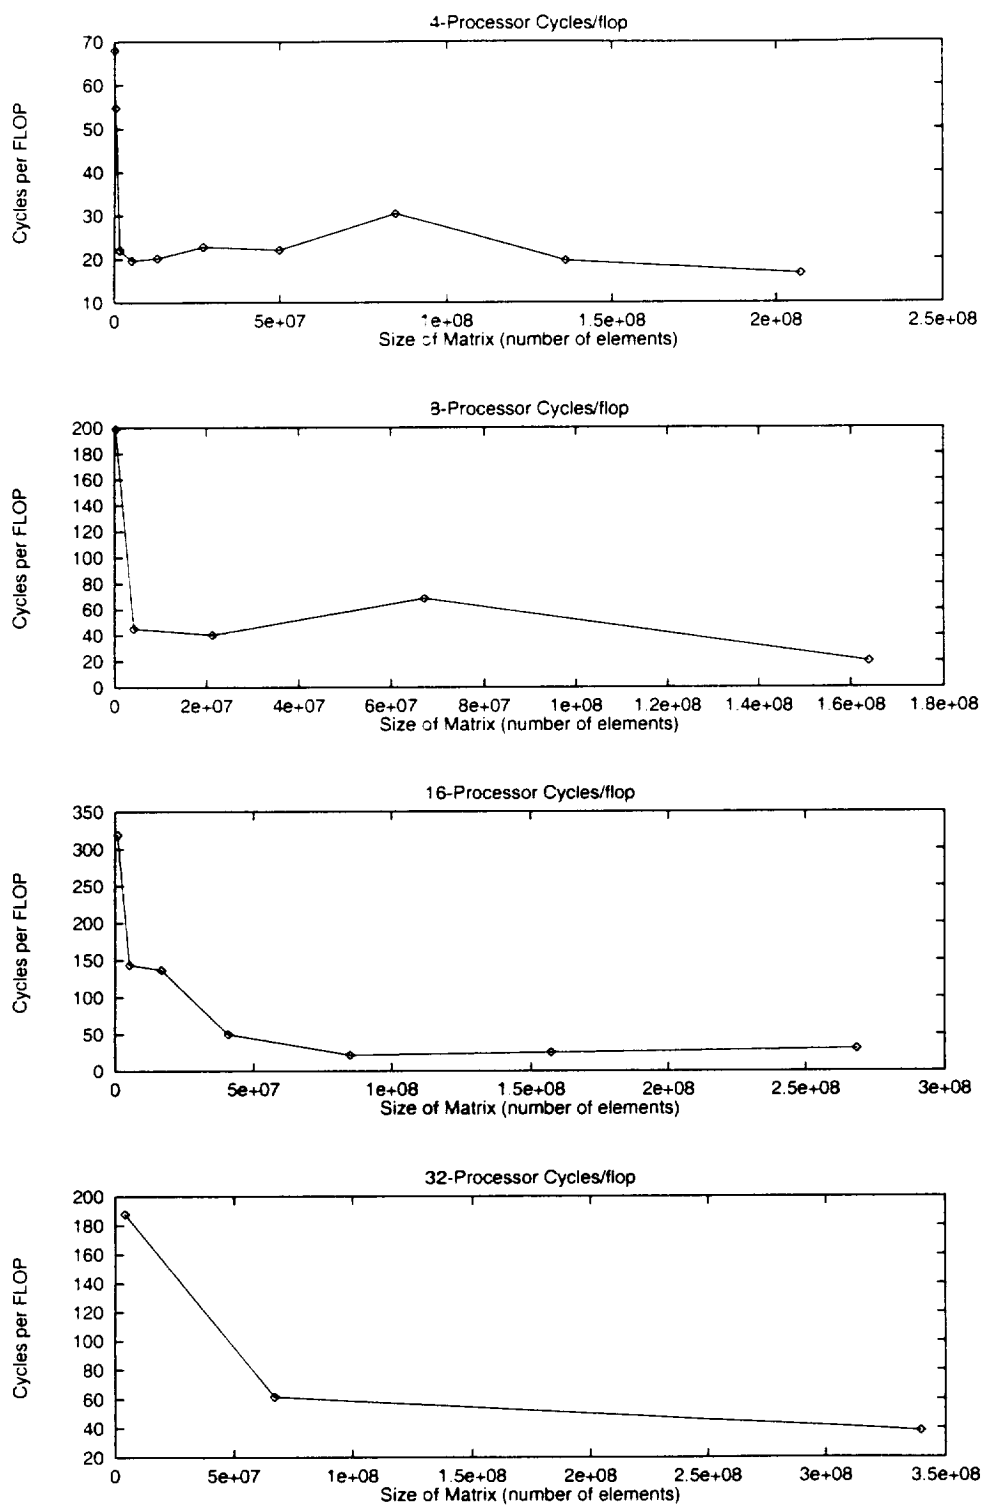 4-Processor Cycles/flop
Cycles per FLOP
70
60
50
40
30
20
10
0 5e+07 1e+08 1.5e+08 2e+08 2.5e+08
Size of Matrix (number of elements)
8-Processor Cycles/flop
Cycles per FLOP
200
180
160
140
120
100
80
60
40
20
0
0 2e+07 4e+07 6e+07 8e+07 1e+08 1.2e+08 1.4e+08 1.6e+08 1.8e+08
Size of Matrix (number of elements)
16-Processor Cycles/flop
Cycles per FLOP
350
300
250
200
150
100
50
0
0 5e+07 1e+08 1.5e+08 2e+08 2.5e+08 3e+08
Size of Matrix (number of elements)
32-Processor Cycles/flop
Cycles per FLOP
200
180
160
140
120
100
80
60
40
20
0 5e+07 1e+08 1.5e+08 2e+08 2.5e+08 3e+08 3.5e+08
Size of Matrix (number of elements)